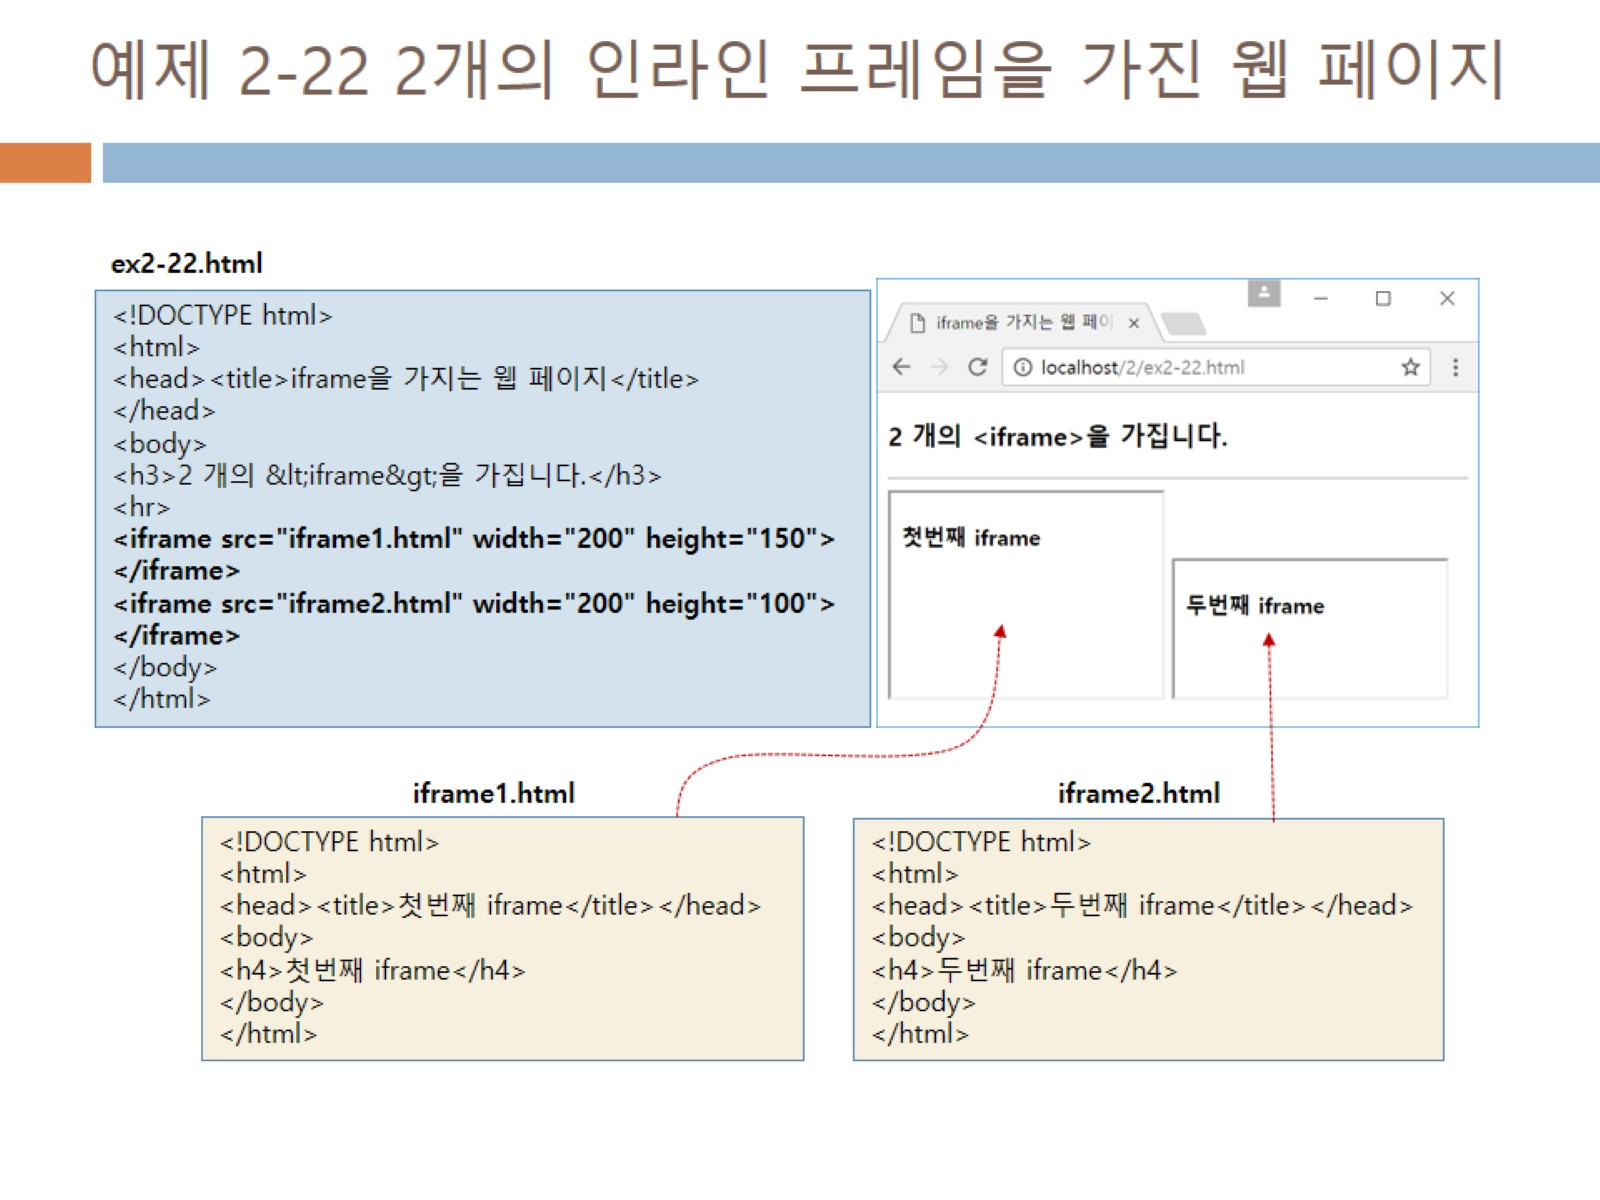 예제 2-22 2개의 인라인 프레임을 가진 웹 페이지
ex2-22.html
<!DOCTYPE html>
<html>
<head><title>iframe을 가지는 웹 페이지</title>
</head>
<body>
<h3>2 개의 &lt;iframe&gt;을 가집니다.</h3>
<hr>
<iframe src="iframe1.html" width="200" height="150">
</iframe>
<iframe src="iframe2.html" width="200" height="100">
</iframe>
</body>
</html>
iframe을 가지는 웹 페이
localhost/2/ex2-22.html
2 개의 <iframe>을 가집니다.
첫번째 iframe
두번째 iframe
iframe1.html
<!DOCTYPE html>
<html>
<head><title>첫번째 iframe</title></head>
<body>
<h4>첫번째 iframe</h4>
</body>
</html>
iframe2.html
<!DOCTYPE html>
<html>
<head><title>두번째 iframe</title></head>
<body>
<h4>두번째 iframe</h4>
</body>
</html>